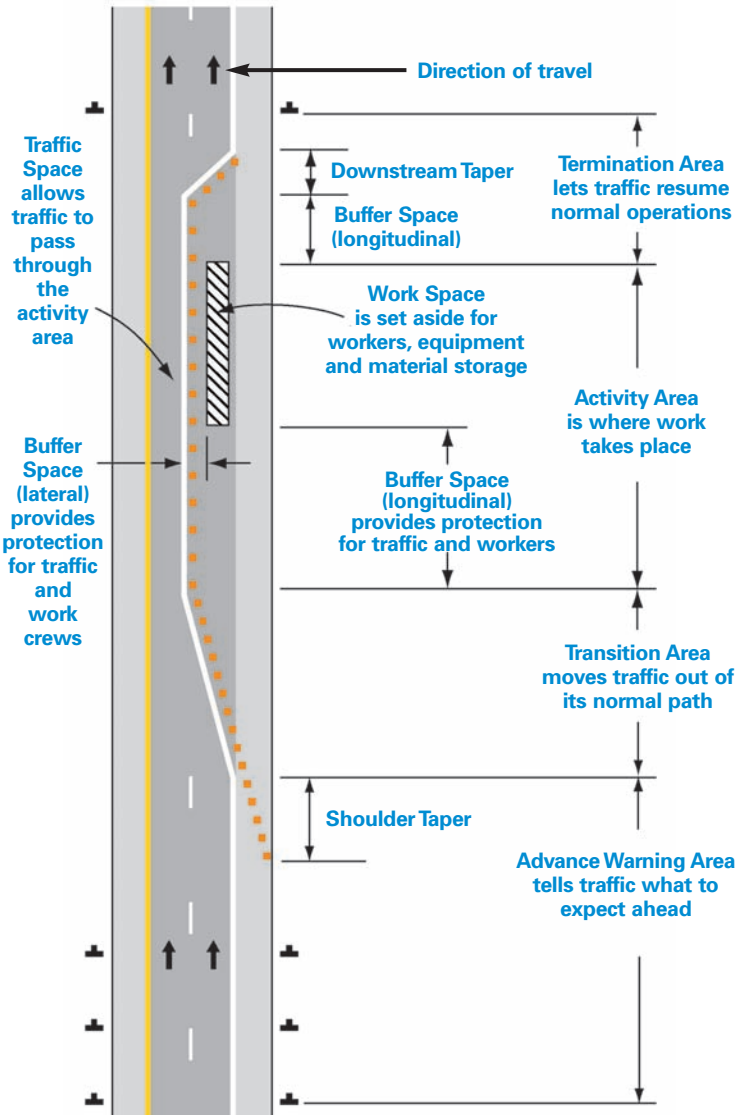 Direction of travel
Traffic
Space
allows
traffic to
pass
through
the
activity
area
Downstream Taper
Termination Area
lets traffic resume
normal operations
Buffer Space
(longitudinal)
Work Space
is set aside for
workers, equipment
and material storage
Activity Area
is where work
takes place
Buffer
Space
(lateral)
provides
protection
for traffic
and
work
crews
Buffer Space
(longitudinal)
provides protection
for traffic and workers
Transition Area
moves traffic out of
its normal path
Shoulder Taper
Advance Warning Area
tells traffic what to
expect ahead